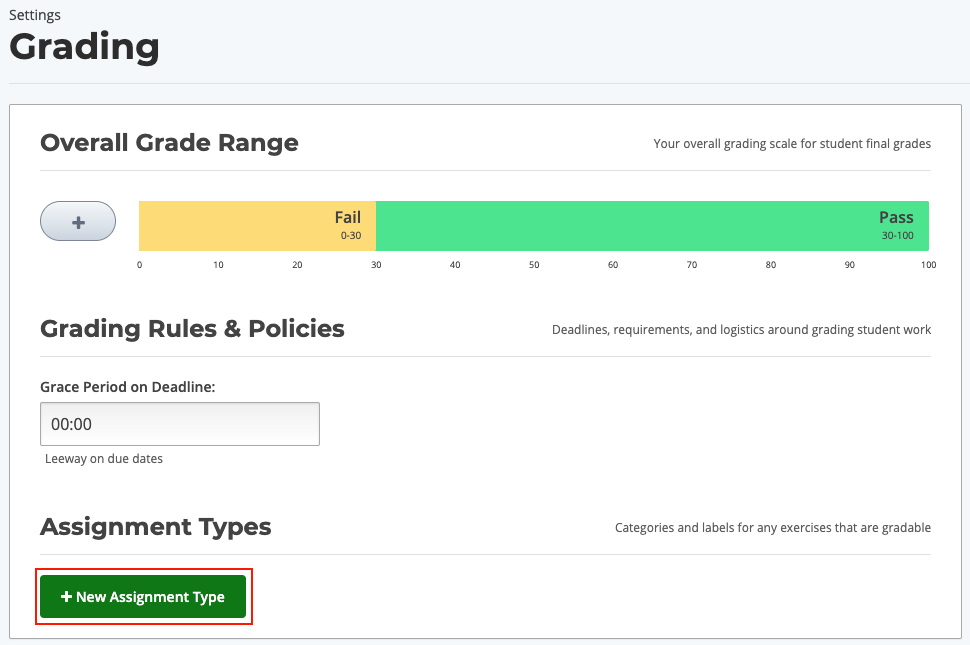 Settings
Grading
Overall Grade Range
Your overall grading scale for student final grades
+
Fail
0-30
Pass
30-100
0 10 20 30 40 50 60 70 80 90 100
Grading Rules & Policies
Deadlines, requirements, and logistics around grading student work
Grace Period on Deadline:
00:00
Leeway on due dates
Assignment Types
Categories and labels for any exercises that are gradable
+ New Assignment Type